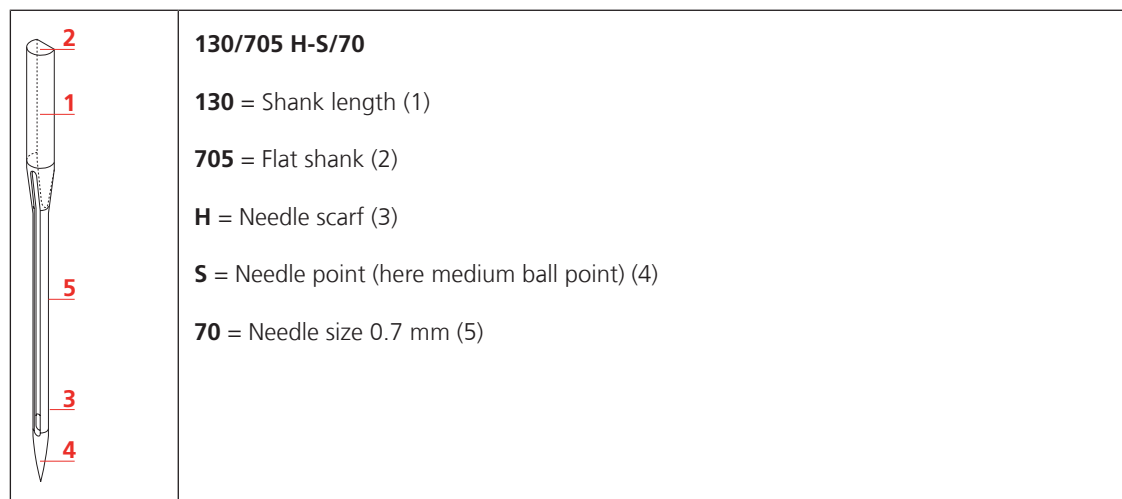 2
1
5
3
4
130/705 H-S/70
130 = Shank length (1)
705 = Flat shank (2)
H = Needle scarf (3)
S = Needle point (here medium ball point) (4)
70 = Needle size 0.7 mm (5)